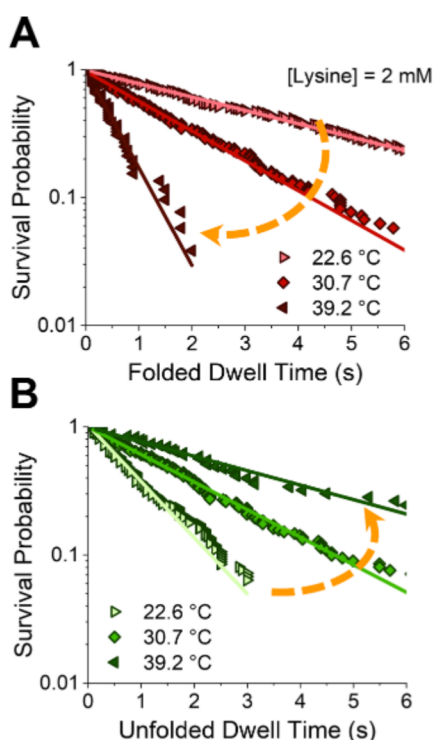 A
[Lysine] = 2 mM
Survival Probability
1
0.1
0.01
22.6 °C
30.7 °C
39.2 °C
0 1 2 3 4 5 6
Folded Dwell Time (s)
B
Survival Probability
1
0.1
0.01
22.6 °C
30.7 °C
39.2 °C
0 1 2 3 4 5 6
Unfolded Dwell Time (s)